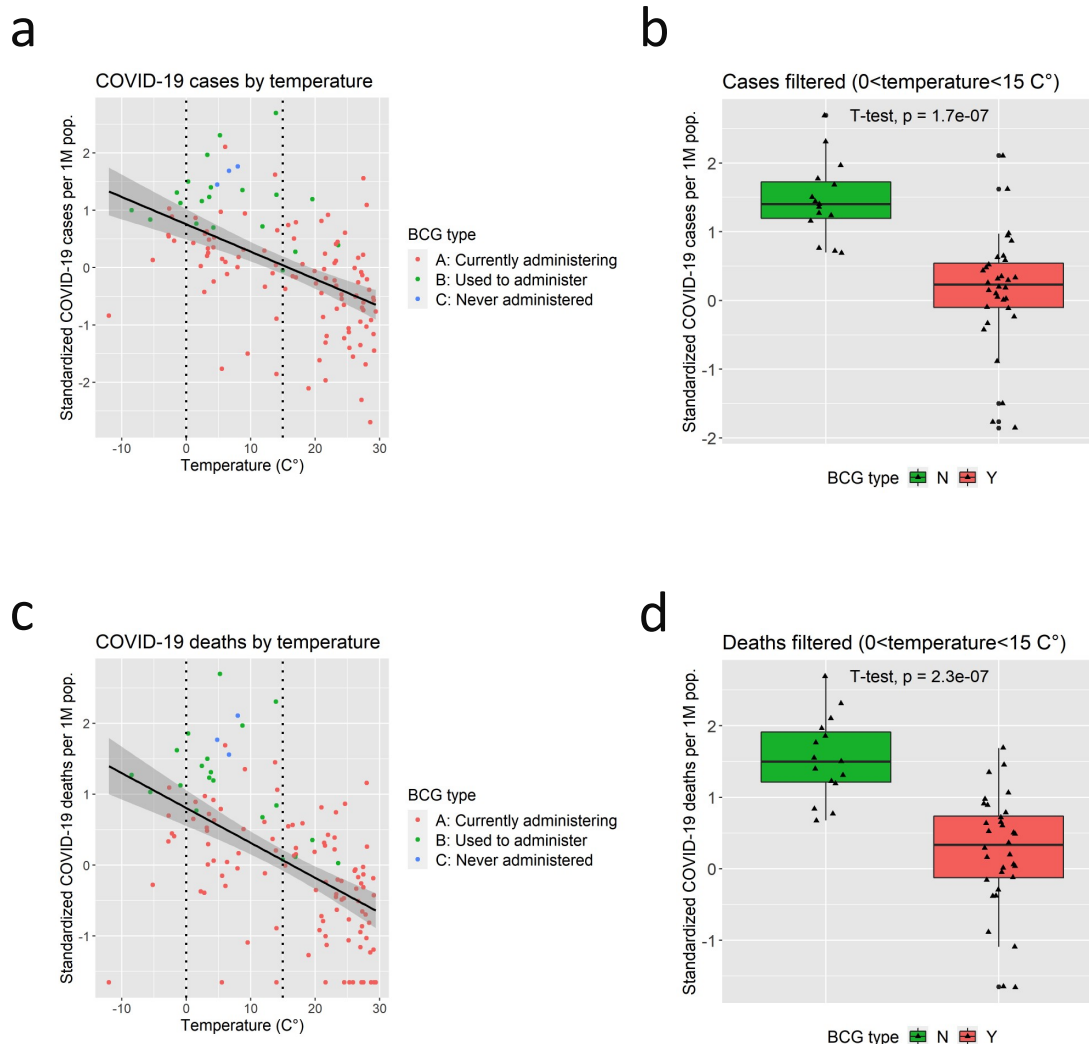 a
COVID-19 cases by temperature
Standardized COVID-19 cases per 1M pop.
2
1
0
-1
-2
-10
0
10
20
30
Temperature (C°)
BCG type
A: Currently administering
B: Used to administer
C: Never administered
b
Cases filtered (0<temperature<15 C°)
T-test, p = 1.7e-07
Standardized COVID-19 cases per 1M pop.
2
1
0
-1
-2
BCG type N Y
c
COVID-19 deaths by temperature
Standardized COVID-19 deaths per 1M pop.
2
1
0
-1
-10
0
10
20
30
Temperature (C°)
BCG type
A: Currently administering
B: Used to administer
C: Never administered
d
Deaths filtered (0<temperature<15 C°)
T-test, p = 2.3e-07
Standardized COVID-19 deaths per 1M pop.
2
1
0
-1
BCG type N Y